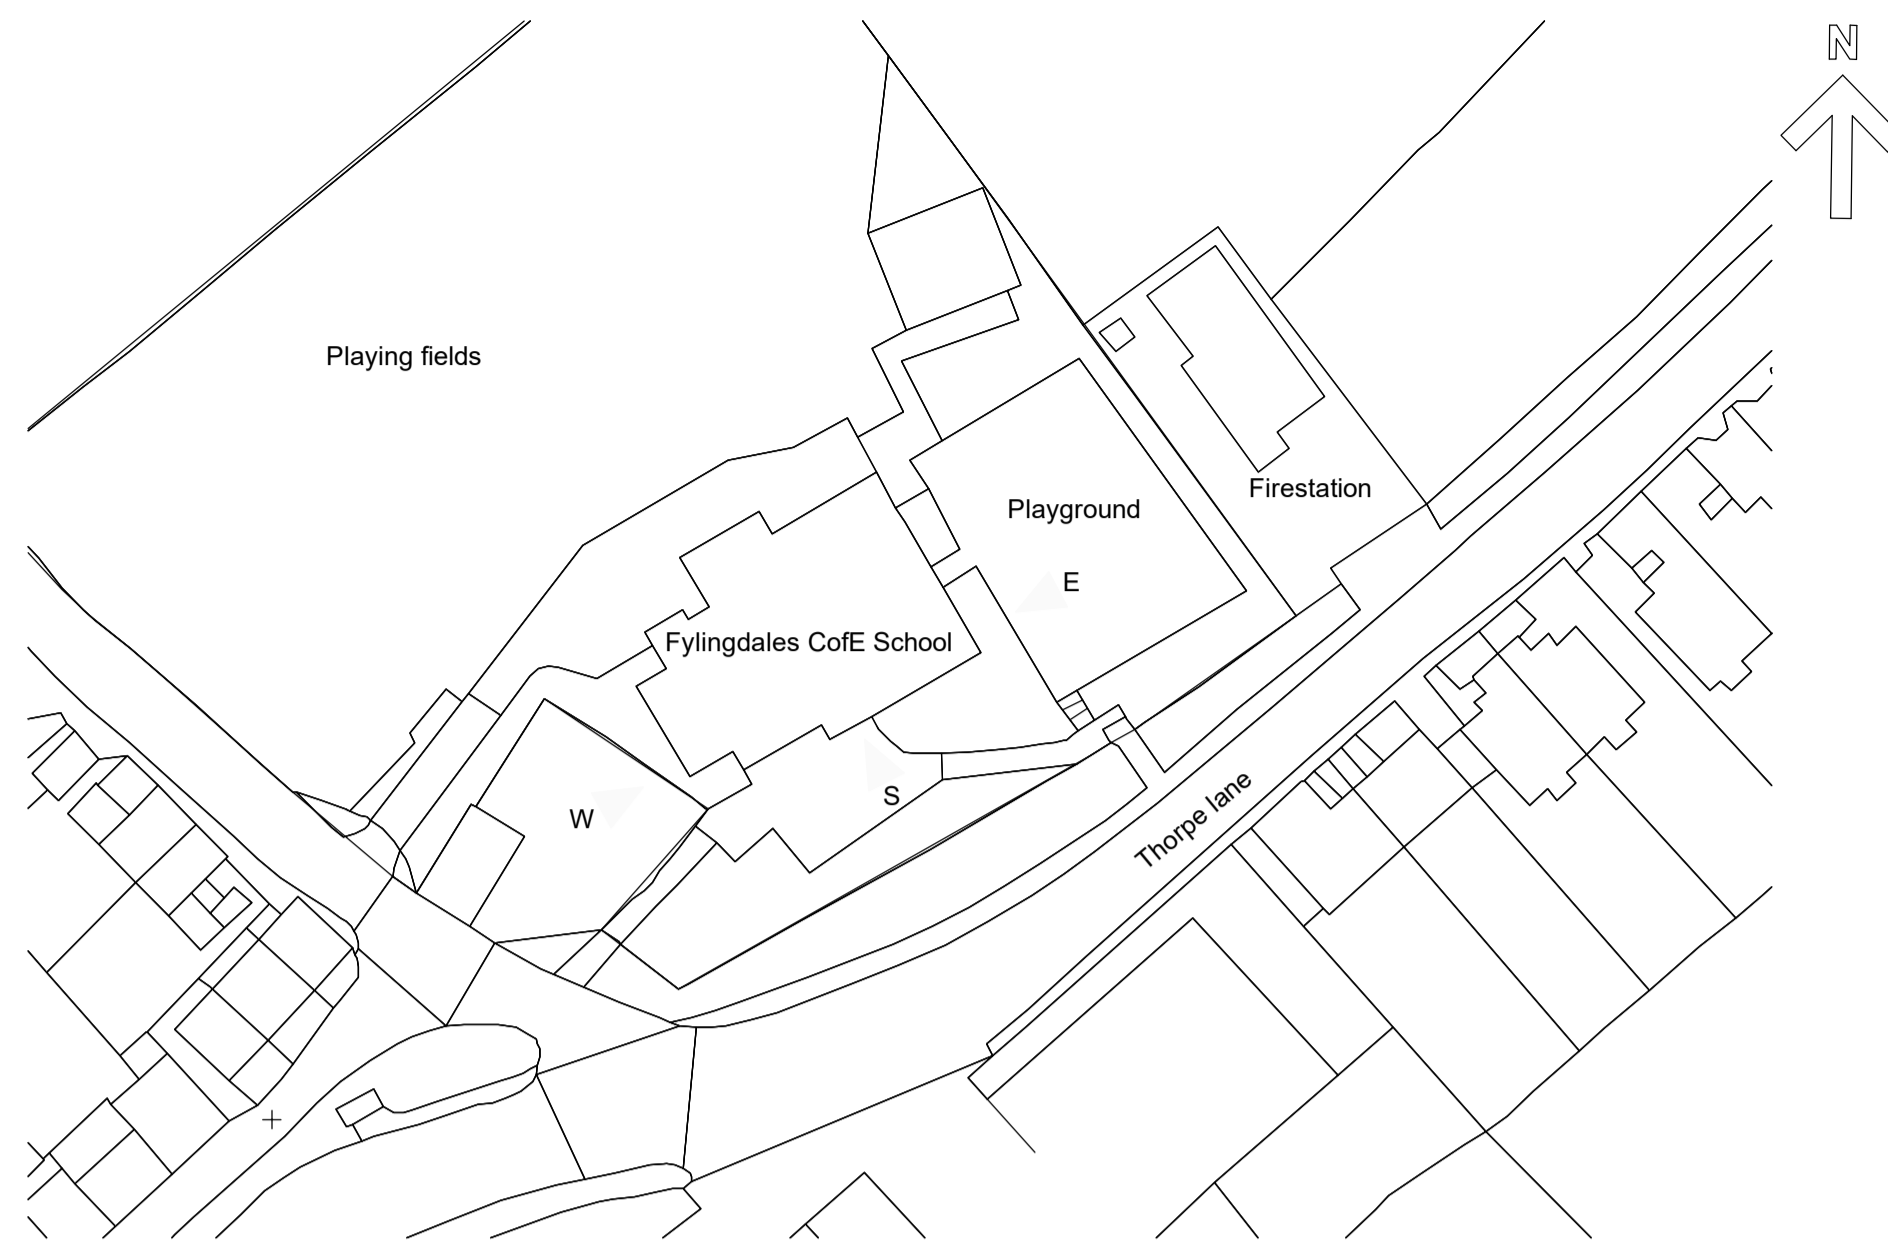 N
Playing fields
Firestation
Playground
E
Fylingdales CofE School
S
W
Thorpe lane